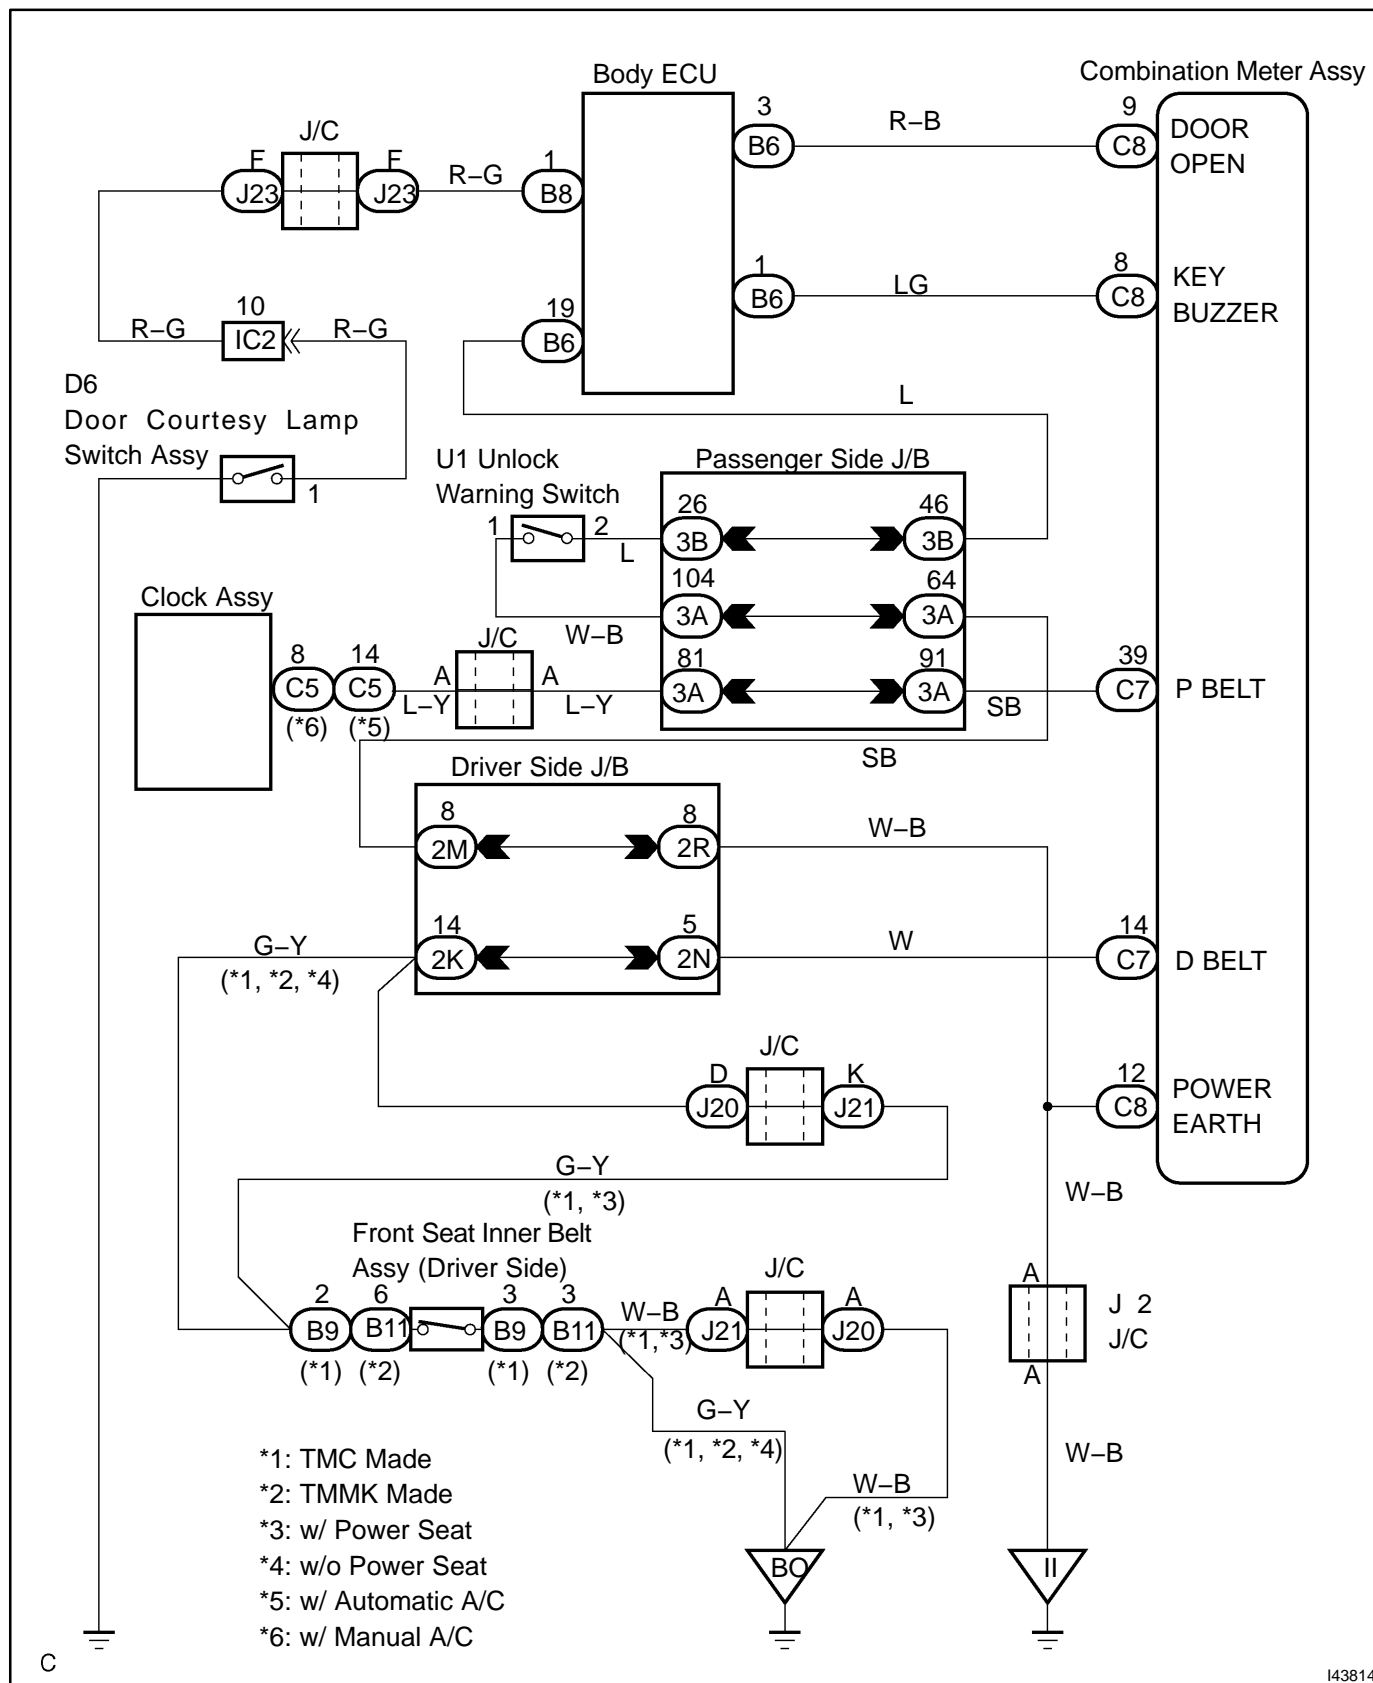 Body ECU
Combination Meter Assy
J/C
F
J23
F
J23
R–G
1
B8
3
B6
R–B
9
C8
DOOR
OPEN
1
B6
LG
8
C8
KEY
BUZZER
19
B6
R–G
10
IC2
R–G
D6
Door Courtesy Lamp
Switch Assy
1
L
U1 Unlock
Warning Switch
1
2
L
Passenger Side J/B
26
3B
46
3B
104
3A
64
3A
W–B
81
3A
91
3A
SB
39
C7
P BELT
Clock Assy
8
C5
(*6)
14
C5
(*5)
J/C
A
L–Y
A
L–Y
SB
Driver Side J/B
8
2M
8
2R
W–B
14
2K
5
2N
W
14
C7
D BELT
G–Y
(*1, *2, *4)
J/C
D
J20
K
J21
12
C8
POWER
EARTH
G–Y
(*1, *3)
W–B
Front Seat Inner Belt
Assy (Driver Side)
2
B9
(*1)
6
B11
(*2)
3
B9
(*1)
3
B11
(*2)
W–B
(*1,*3)
J/C
A
J21
A
J20
A
J 2
J/C
A
G–Y
(*1, *2, *4)
W–B
(*1, *3)
W–B
*1: TMC Made
*2: TMMK Made
*3: w/ Power Seat
*4: w/o Power Seat
*5: w/ Automatic A/C
*6: w/ Manual A/C
BO
II
C
I43814